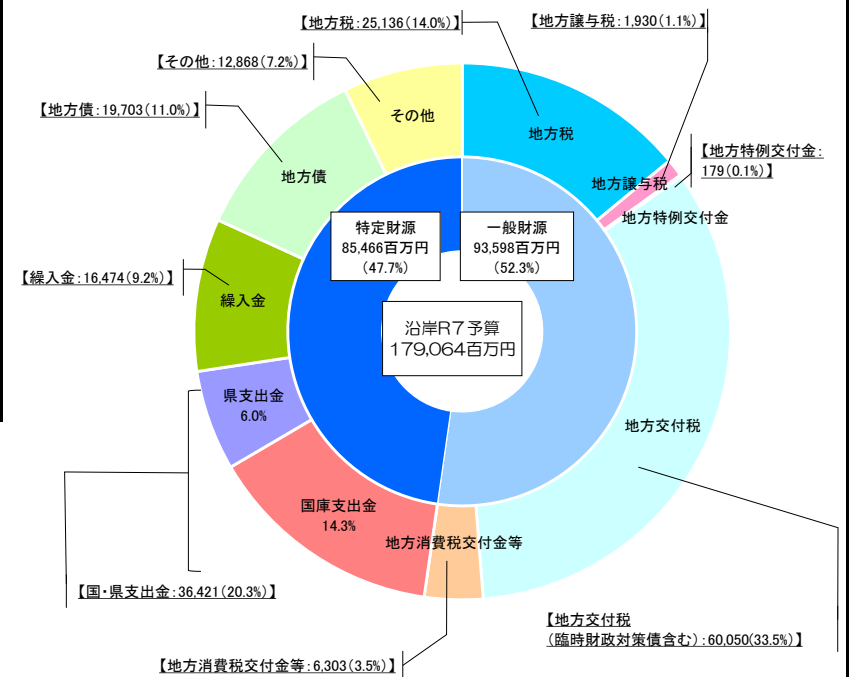 【地方税:25,136(14.0%)】
【地方譲与税:1,930(1.1%)】
【その他:12,868(7.2%)】
【地方債:19,703(11.0%)】
その他
地方税
【地方特例交付金:
179(0.1%)】
地方債
地方譲与税
地方特例交付金
特定財源
85,466百万円
(47.7%)
一般財源
93,598百万円
(52.3%)
【繰入金:16,474(9.2%)】
繰入金
沿岸R7予算
179,064百万円
県支出金
6.0%
地方交付税
国庫支出金
14.3%
地方消費税交付金等
【国・県支出金:36,421(20.3%)】
【地方交付税
(臨時財政対策債含む):60,050(33.5%)】
【地方消費税交付金等:6,303(3.5%)】